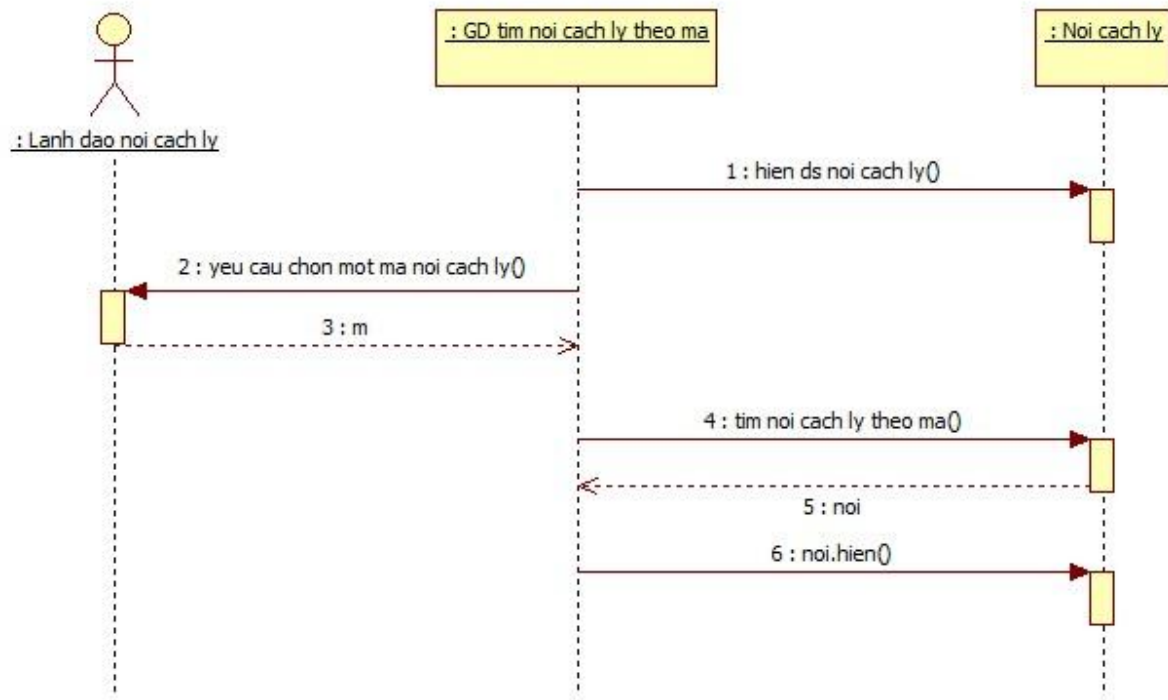 : GD tim noi cach ly theo ma
: Noi cach ly
: Lanh dao noi cach ly
1 : hien ds noi cach ly()
2 : yeu cau chon mot ma noi cach ly()
3 : m
4 : tim noi cach ly theo ma()
5 : noi
6 : noi.hien()